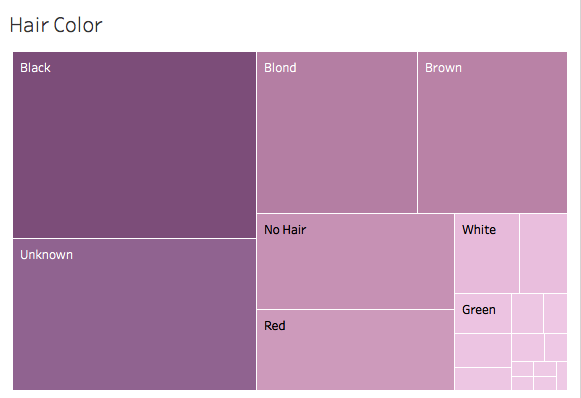 Hair Color
Black
Blond
Brown
Unknown
No Hair
White
Red
Green